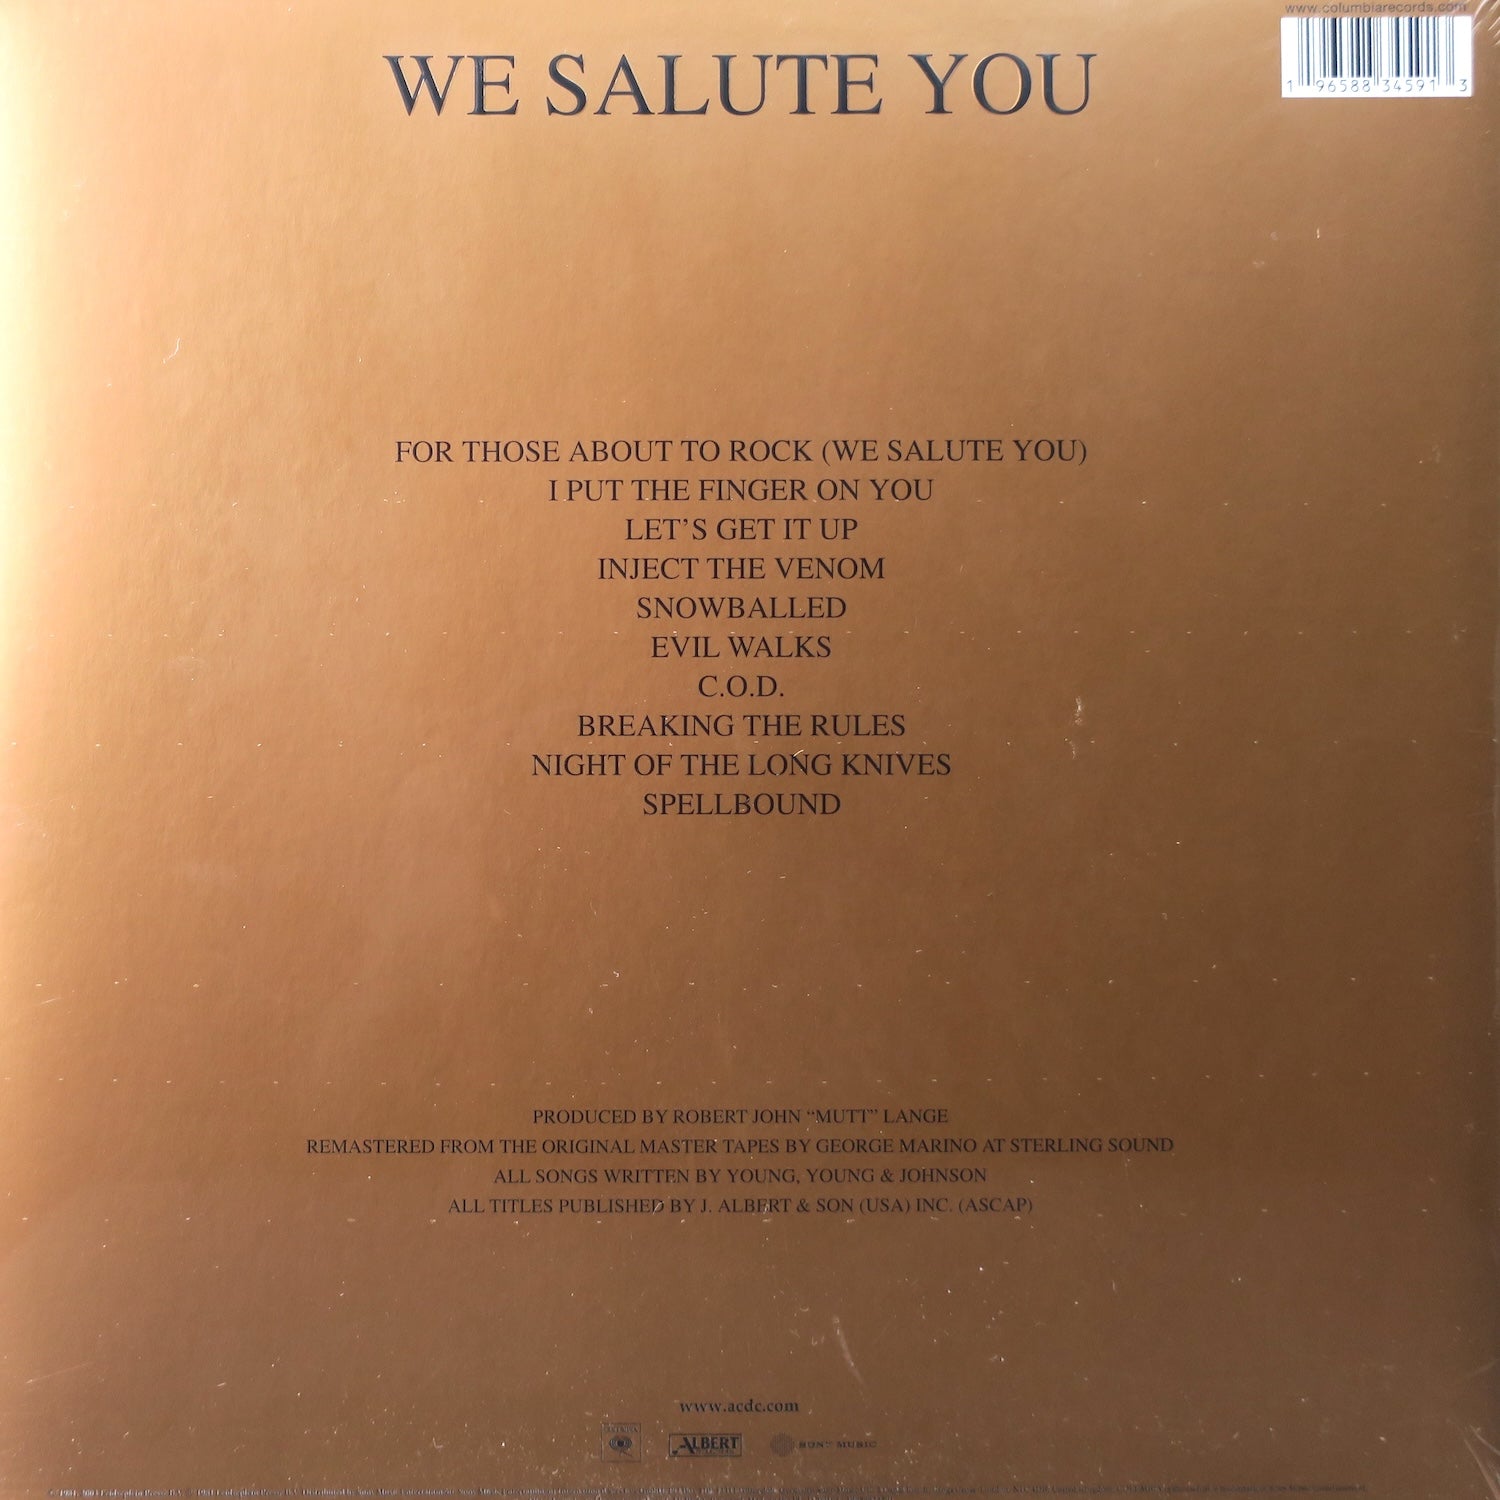 www.columbiarecords.com
WE SALUTE YOU
1 96588 34591 3
FOR THOSE ABOUT TO ROCK (WE SALUTE YOU)
I PUT THE FINGER ON YOU
LET'S GET IT UP
INJECT THE VENOM
SNOWBALLED
EVIL WALKS
C.O.D.
BREAKING THE RULES
NIGHT OF THE LONG KNIVES
SPELLBOUND
PRODUCED BY ROBERT JOHN “MUTT” LANGE
REMASTERED FROM THE ORIGINAL MASTER TAPES BY GEORGE MARINO AT STERLING SOUND
ALL SONGS WRITTEN BY YOUNG, YOUNG & JOHNSON
ALL TITLES PUBLISHED BY J. ALBERT & SON (USA) INC. (ASCAP)
www.acdc.com
ALBERT
SONY MUSIC